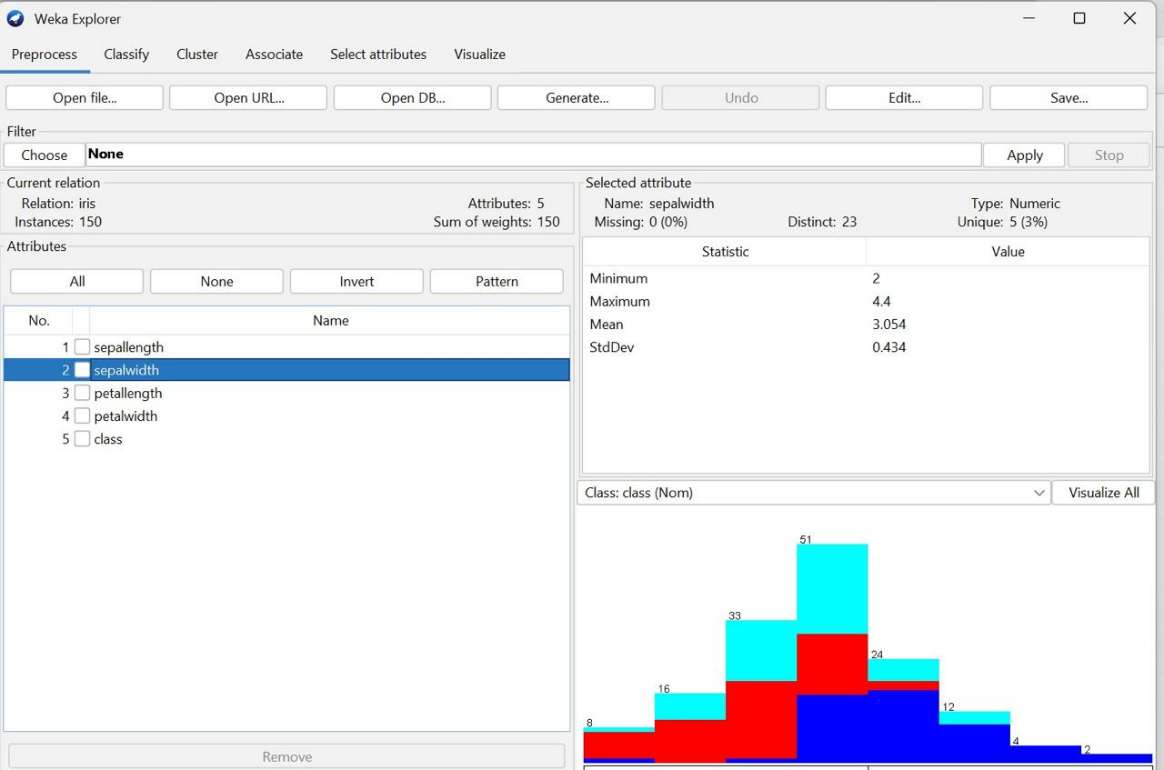 Weka Explorer
Preprocess Classify Cluster Associate Select attributes Visualize
Open file... Open URL... Open DB... Generate... Undo Edit... Save...
Filter
Choose None Apply Stop
Current relation
Relation: iris Attributes: 5
Instances: 150 Sum of weights: 150
Attributes
All None Invert Pattern
No. Name
1 sepallength
2 sepalwidth
3 petallength
4 petalwidth
5 class
Remove
Selected attribute
Name: sepalwidth Type: Numeric
Missing: 0 (0%) Distinct: 23 Unique: 5 (3%)
Statistic Value
Minimum 2
Maximum 4.4
Mean 3.054
StdDev 0.434
Class: class (Nom) Visualize All
51
33
24
16
12
8
4
2